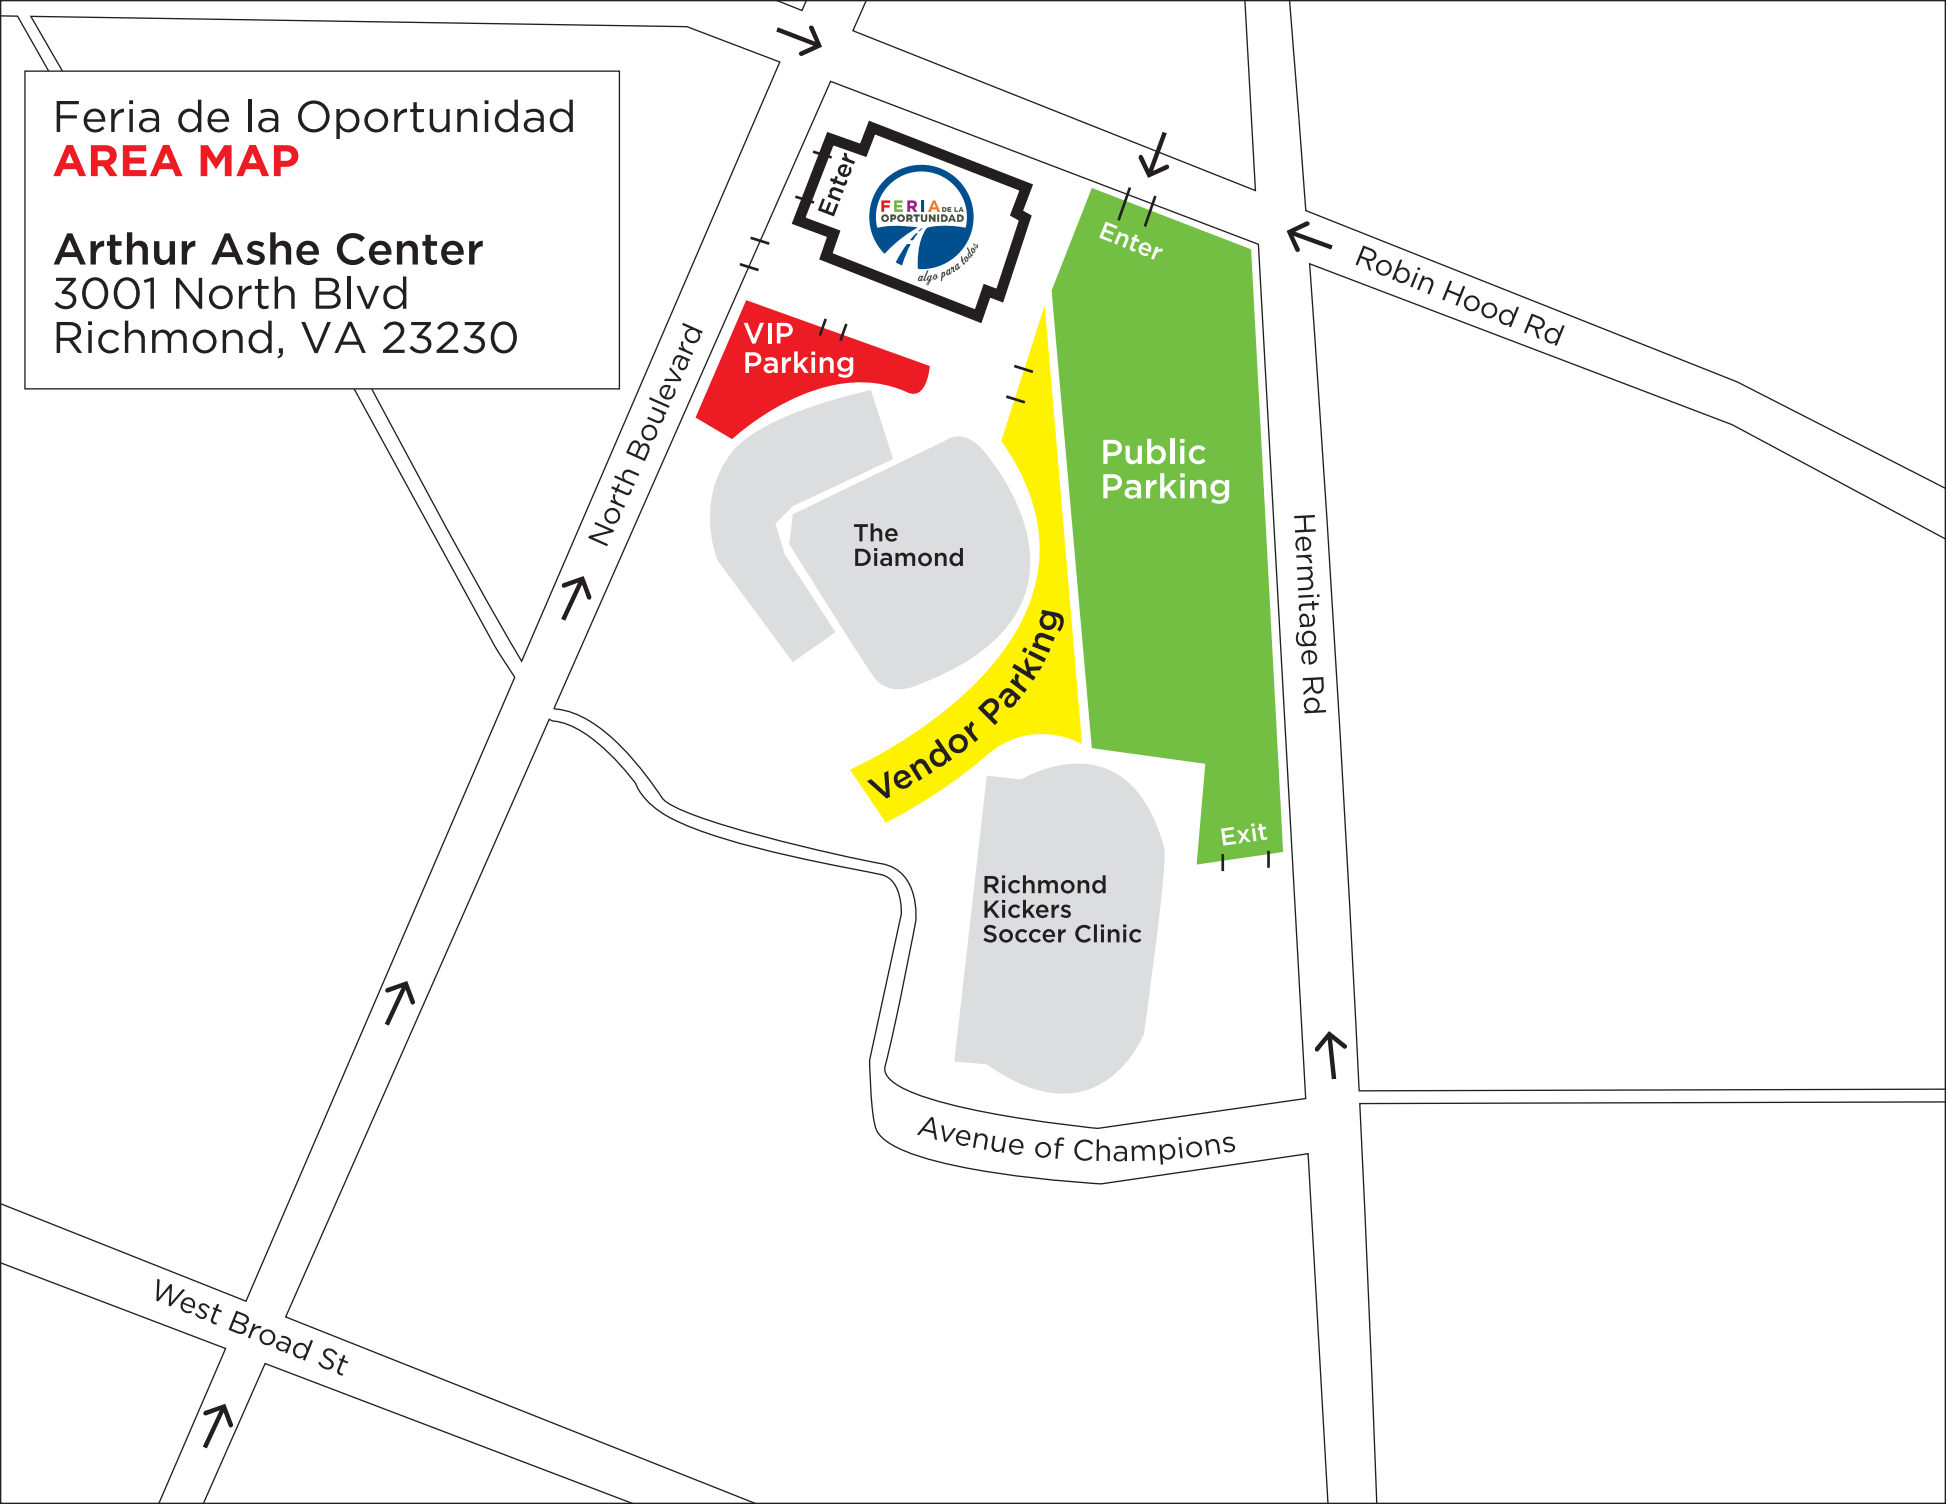 Feria de la Oportunidad
AREA MAP
Arthur Ashe Center
3001 North Blvd
Richmond, VA 23230
Enter
FERIA DE LA
OPORTUNIDAD
algo para todos
Enter
Robin Hood Rd
VIP
Parking
North Boulevard
Public
Parking
The
Diamond
Hermitage Rd
Vendor Parking
Exit
Richmond
Kickers
Soccer Clinic
Avenue of Champions
West Broad St